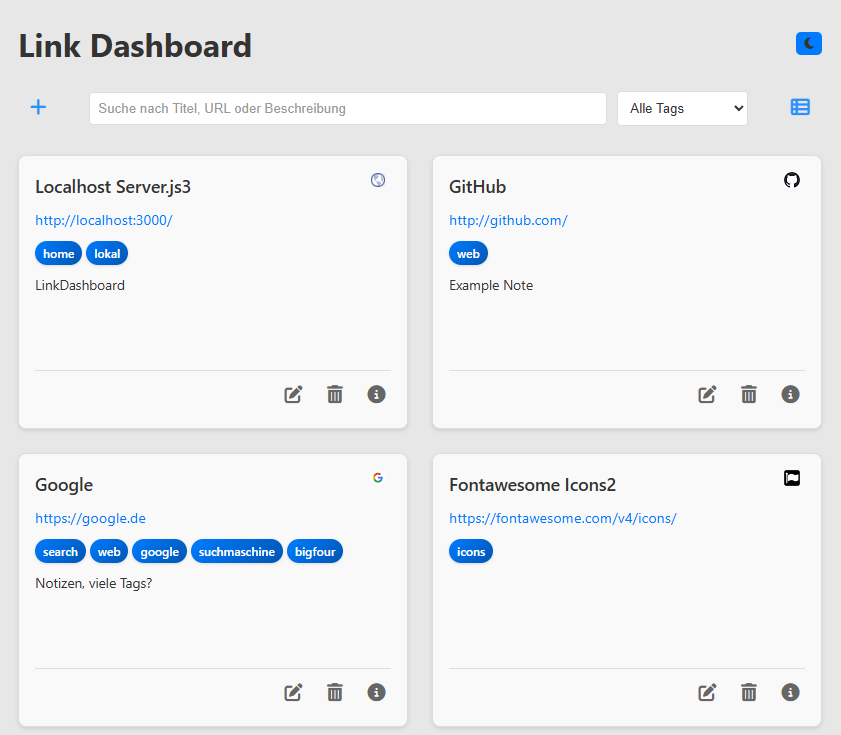 Link Dashboard
Suche nach Titel, URL oder Beschreibung
Alle Tags
Localhost Server.js3
http://localhost:3000/
home lokal
LinkDashboard
GitHub
http://github.com/
web
Example Note
Google
https://google.de
search web google suchmaschine bigfour
Notizen, viele Tags?
Fontawesome Icons2
https://fontawesome.com/v4/icons/
icons